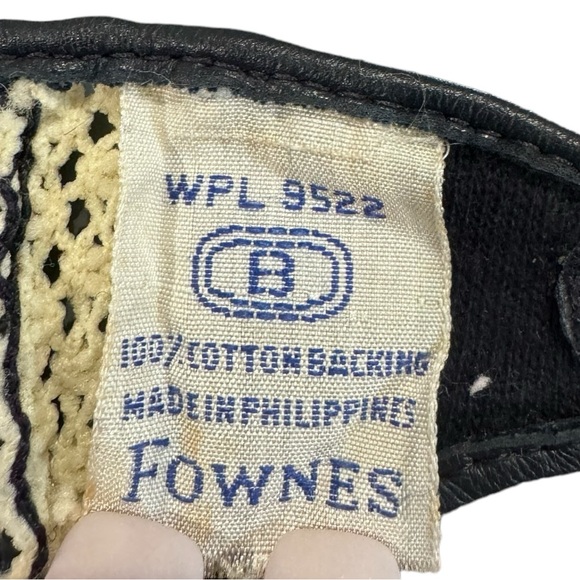 WPL 9522
B
100% COTTON BACKING
MADE IN PHILIPPINES
FOWNES